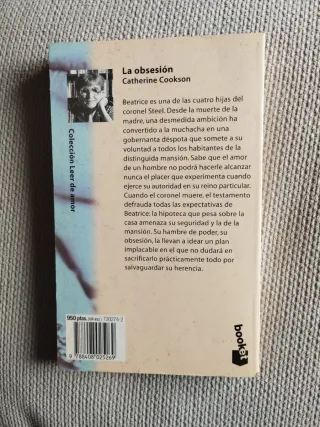 La obsesión
Catherine Cookson
Beatrice es una de las cuatro hijas del
coronel Steel. Desde la muerte de la
madre, una desmedida ambición ha
convertido a la muchacha en una
gobernanta déspota que somete a su
voluntad a todos los habitantes de la
distinguida mansión. Sabe que el amor
de un hombre no podrá hacerle alcanzar
nunca el placer que experimenta cuando
ejerce su autoridad en su reino particular.
Cuando el coronel muere, el testamento
defrauda todas las expectativas de
Beatrice: la hipoteca que pesa sobre la
casa amenaza su seguridad y la de la
mansión. Su hambre de poder, su
obsesión, la llevan a idear un plan
implacable en el que no dudará en
sacrificarlo prácticamente todo por
salvaguardar su herencia.
Colección Leer de amor
950 ptas.
9 788408 025269
booket